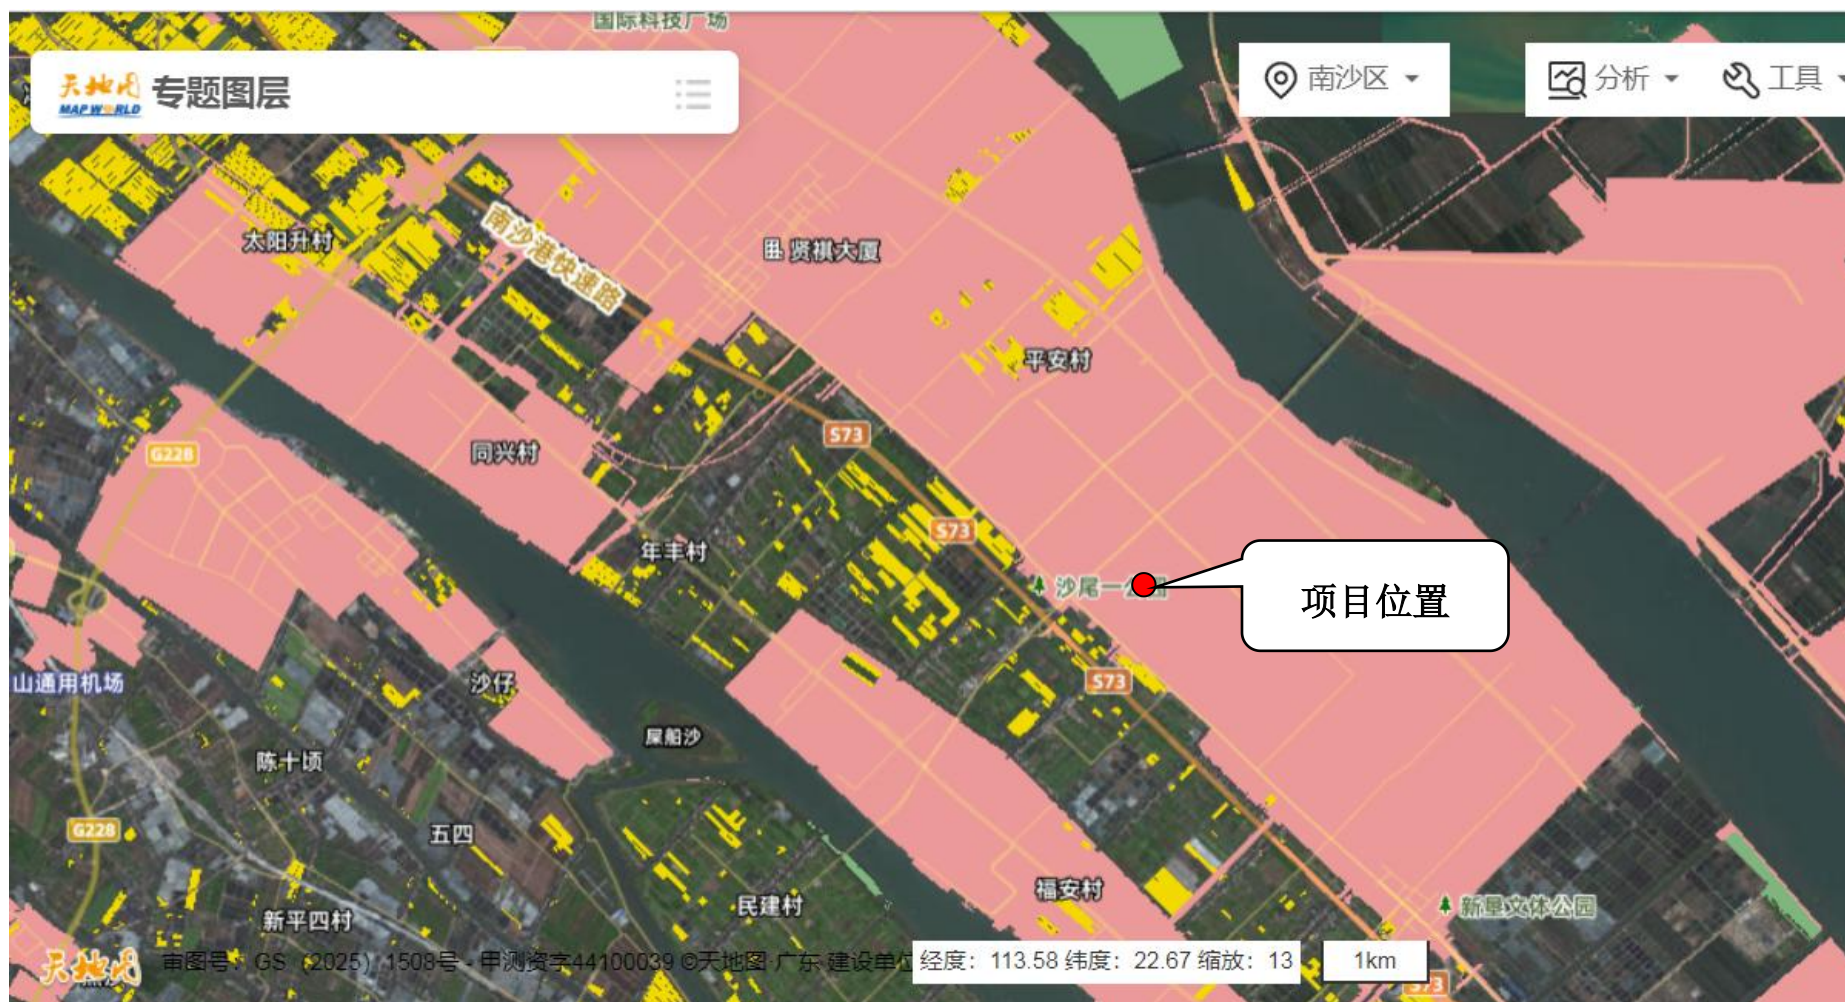 国际科技广场
天地图
MAP WORLD
专题图层
南沙区
分析
工具
太阳升村
南沙港快速路
贤祺大厦
平安村
S73
G228
同兴村
S73
年丰村
沙尾一公园
项目位置
山通用机场
沙仔
S73
屎船沙
陈十顷
G228
五四
福安村
民建村
新垦文体公园
新平四村
天地图
审图号：GS（2025）1508号 - 甲测资字44100039 ©天地图·广东 建设单位
经度：113.58 纬度：22.67 缩放：13
1km
S73